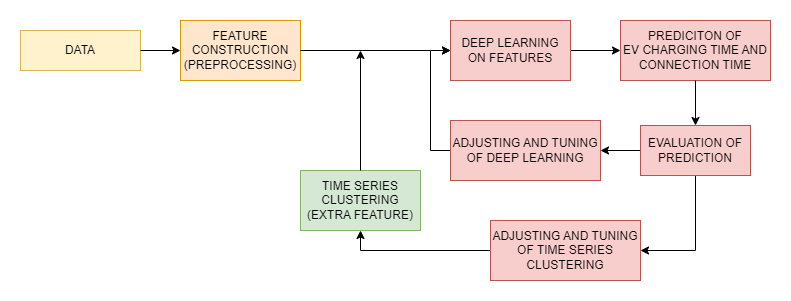 DATA
FEATURE
CONSTRUCTION
(PREPROCESSING)
DEEP LEARNING
ON FEATURES
PREDICITON OF
EV CHARGING TIME AND
CONNECTION TIME
ADJUSTING AND TUNING
OF DEEP LEARNING
EVALUATION OF
PREDICTION
TIME SERIES
CLUSTERING
(EXTRA FEATURE)
ADJUSTING AND TUNING
OF TIME SERIES
CLUSTERING